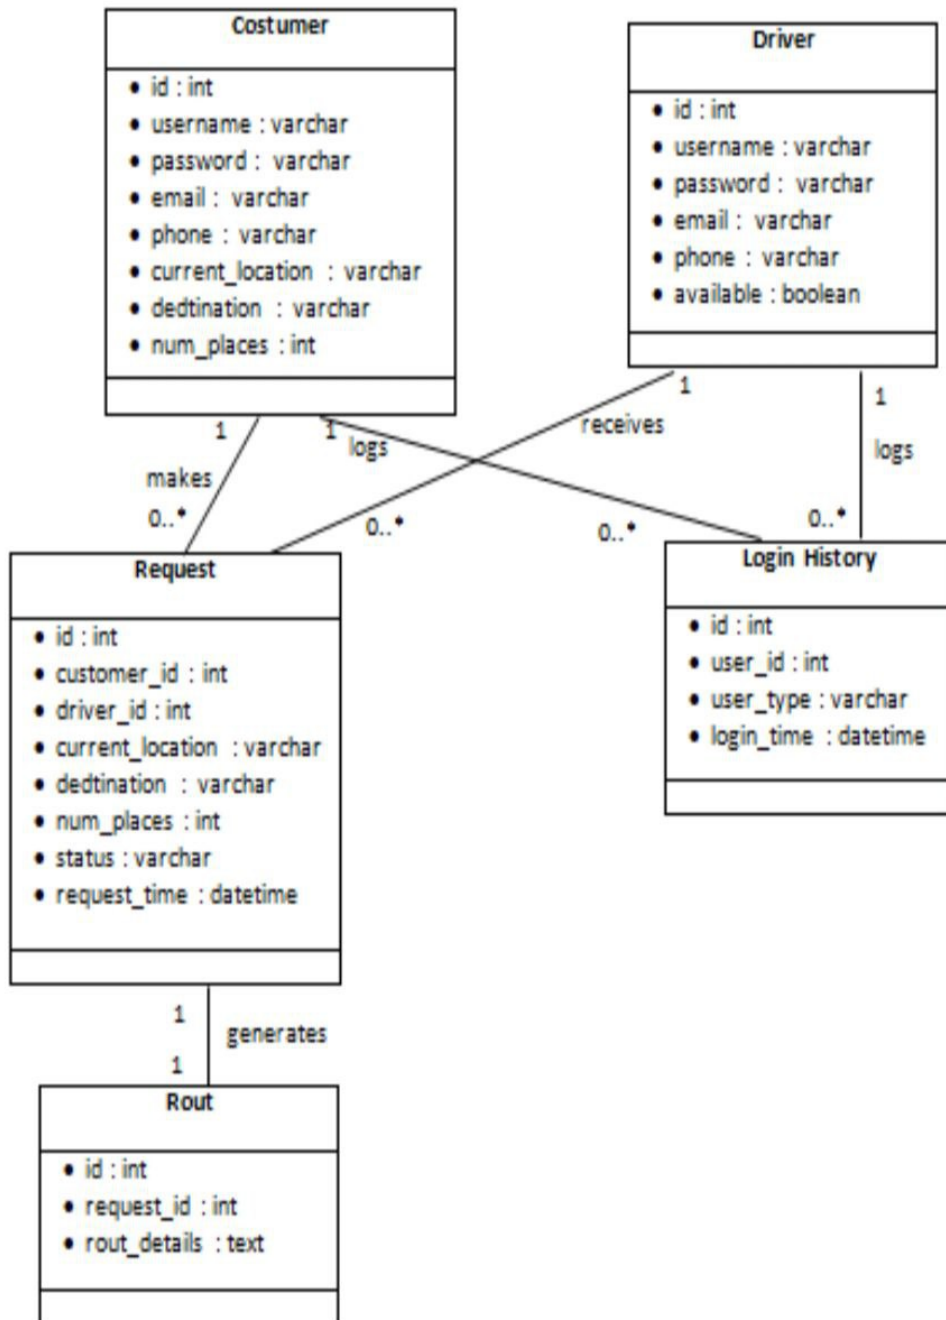 Costumer
• id : int
• username : varchar
• password : varchar
• email : varchar
• phone : varchar
• current_location : varchar
• dedtination : varchar
• num_places : int
Driver
• id : int
• username : varchar
• password : varchar
• email : varchar
• phone : varchar
• available : boolean
1
makes
0..*
1
logs
0..*
1
receives
0..*
1
logs
0..*
Request
• id : int
• customer_id : int
• driver_id : int
• current_location : varchar
• dedtination : varchar
• num_places : int
• status : varchar
• request_time : datetime
Login History
• id : int
• user_id : int
• user_type : varchar
• login_time : datetime
1
generates
1
Rout
• id : int
• request_id : int
• rout_details : text